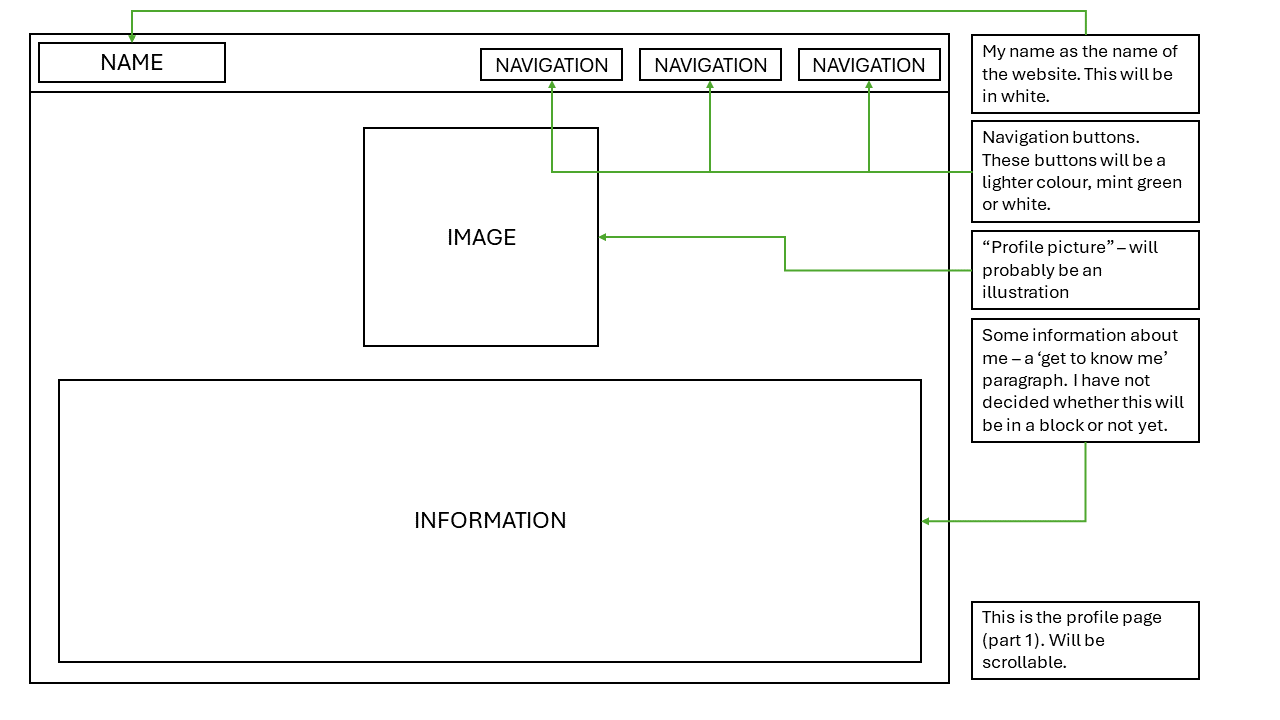 NAME
NAVIGATION
NAVIGATION
NAVIGATION
My name as the name of
the website. This will be
in white.
Navigation buttons.
These buttons will be a
lighter colour, mint green
or white.
IMAGE
“Profile picture” – will
probably be an
illustration
Some information about
me – a ‘get to know me’
paragraph. I have not
decided whether this will
be in a block or not yet.
INFORMATION
This is the profile page
(part 1). Will be
scrollable.